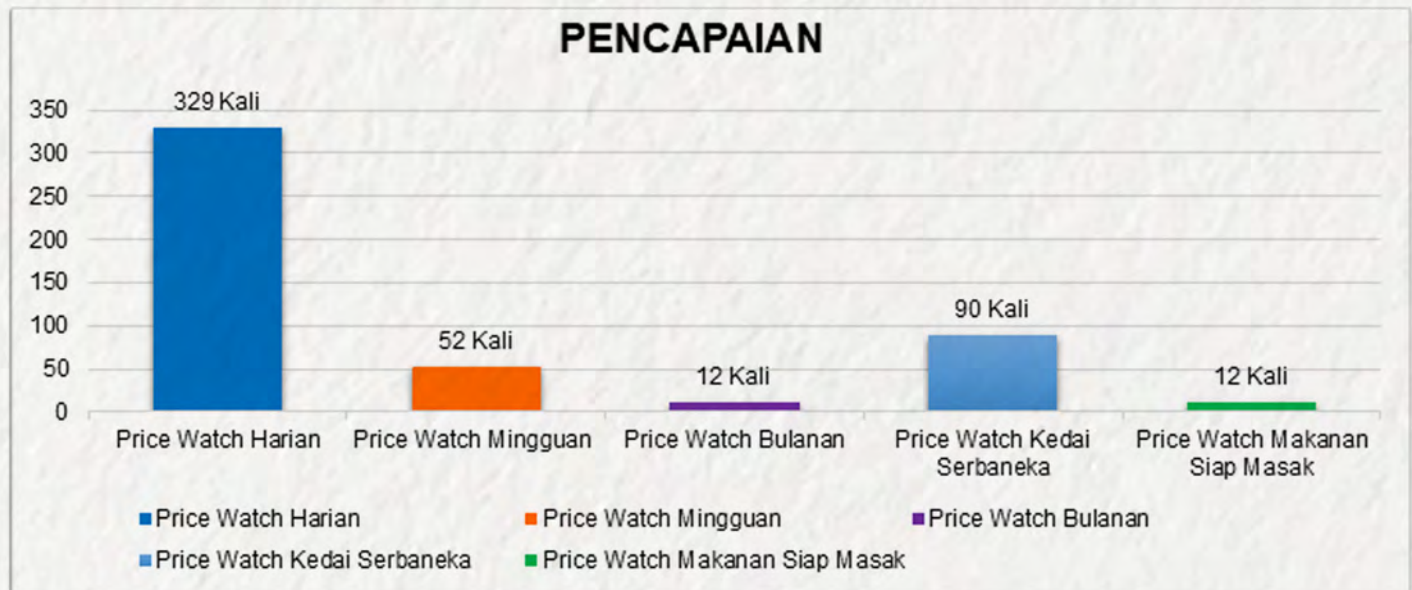 PENCAPAIAN
350
300
250
200
150
100
50
0
329 Kali
52 Kali
12 Kali
90 Kali
12 Kali
Price Watch Harian
Price Watch Mingguan
Price Watch Bulanan
Price Watch Kedai
Serbaneka
Price Watch Makanan
Siap Masak
Price Watch Harian
Price Watch Mingguan
Price Watch Bulanan
Price Watch Kedai Serbaneka
Price Watch Makanan Siap Masak